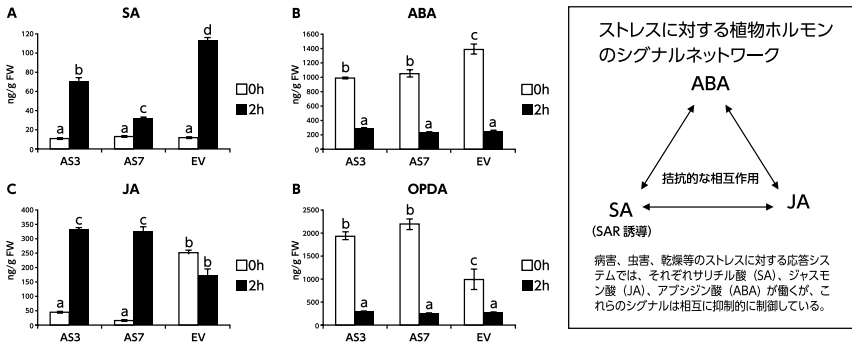 A
SA
ng/g FW
120
100
80
60
40
20
0
a
b
a
c
a
d
AS3
AS7
EV
0h
2h
B
ABA
ng/g FW
1600
1400
1200
1000
800
600
400
200
0
b
a
b
a
c
a
AS3
AS7
EV
0h
2h
C
JA
ng/g FW
400
350
300
250
200
150
100
50
0
a
c
a
c
b
b
AS3
AS7
EV
0h
2h
B
OPDA
ng/g FW
2500
2000
1500
1000
500
0
b
a
b
a
c
a
AS3
AS7
EV
0h
2h
ストレスに対する植物ホルモン
のシグナルネットワーク
ABA
拮抗的な相互作用
SA
JA
(SAR 誘導)
病害、虫害、乾燥等のストレスに対する応答シス
テムでは、それぞれサリチル酸（SA）、ジャスモ
ン酸（JA）、アブシジン酸（ABA）が働くが、こ
れらのシグナルは相互に抑制的に制御している。